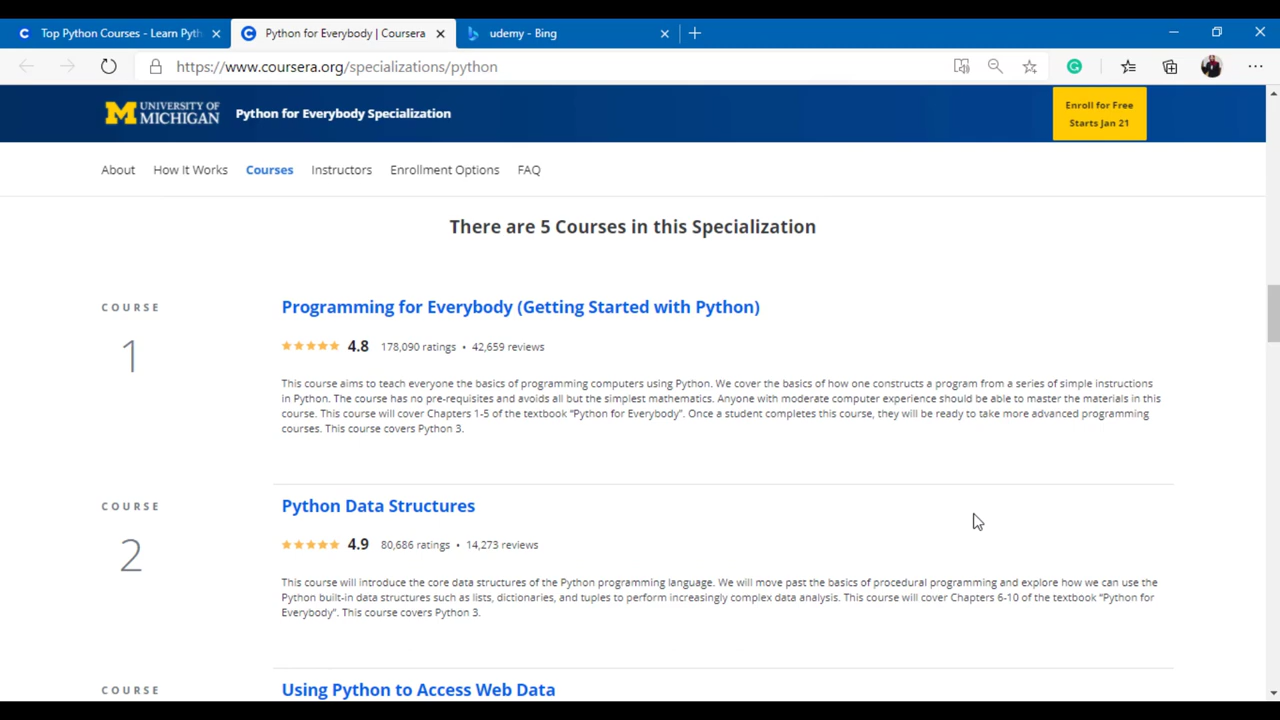 Top Python Courses - Learn Pyth
Python for Everybody | Coursera
udemy - Bing
https://www.coursera.org/specializations/python
UNIVERSITY OF
MICHIGAN
Python for Everybody Specialization
Enroll for Free
Starts Jan 21
About How It Works Courses Instructors Enrollment Options FAQ
There are 5 Courses in this Specialization
COURSE
1
Programming for Everybody (Getting Started with Python)
4.8 178,090 ratings • 42,659 reviews
This course aims to teach everyone the basics of programming computers using Python. We cover the basics of how one constructs a program from a series of simple instructions
in Python. The course has no pre-requisites and avoids all but the simplest mathematics. Anyone with moderate computer experience should be able to master the materials in this
course. This course will cover Chapters 1-5 of the textbook “Python for Everybody”. Once a student completes this course, they will be ready to take more advanced programming
courses. This course covers Python 3.
COURSE
2
Python Data Structures
4.9 80,686 ratings • 14,273 reviews
This course will introduce the core data structures of the Python programming language. We will move past the basics of procedural programming and explore how we can use the
Python built-in data structures such as lists, dictionaries, and tuples to perform increasingly complex data analysis. This course will cover Chapters 6-10 of the textbook “Python for
Everybody”. This course covers Python 3.
COURSE
Using Python to Access Web Data